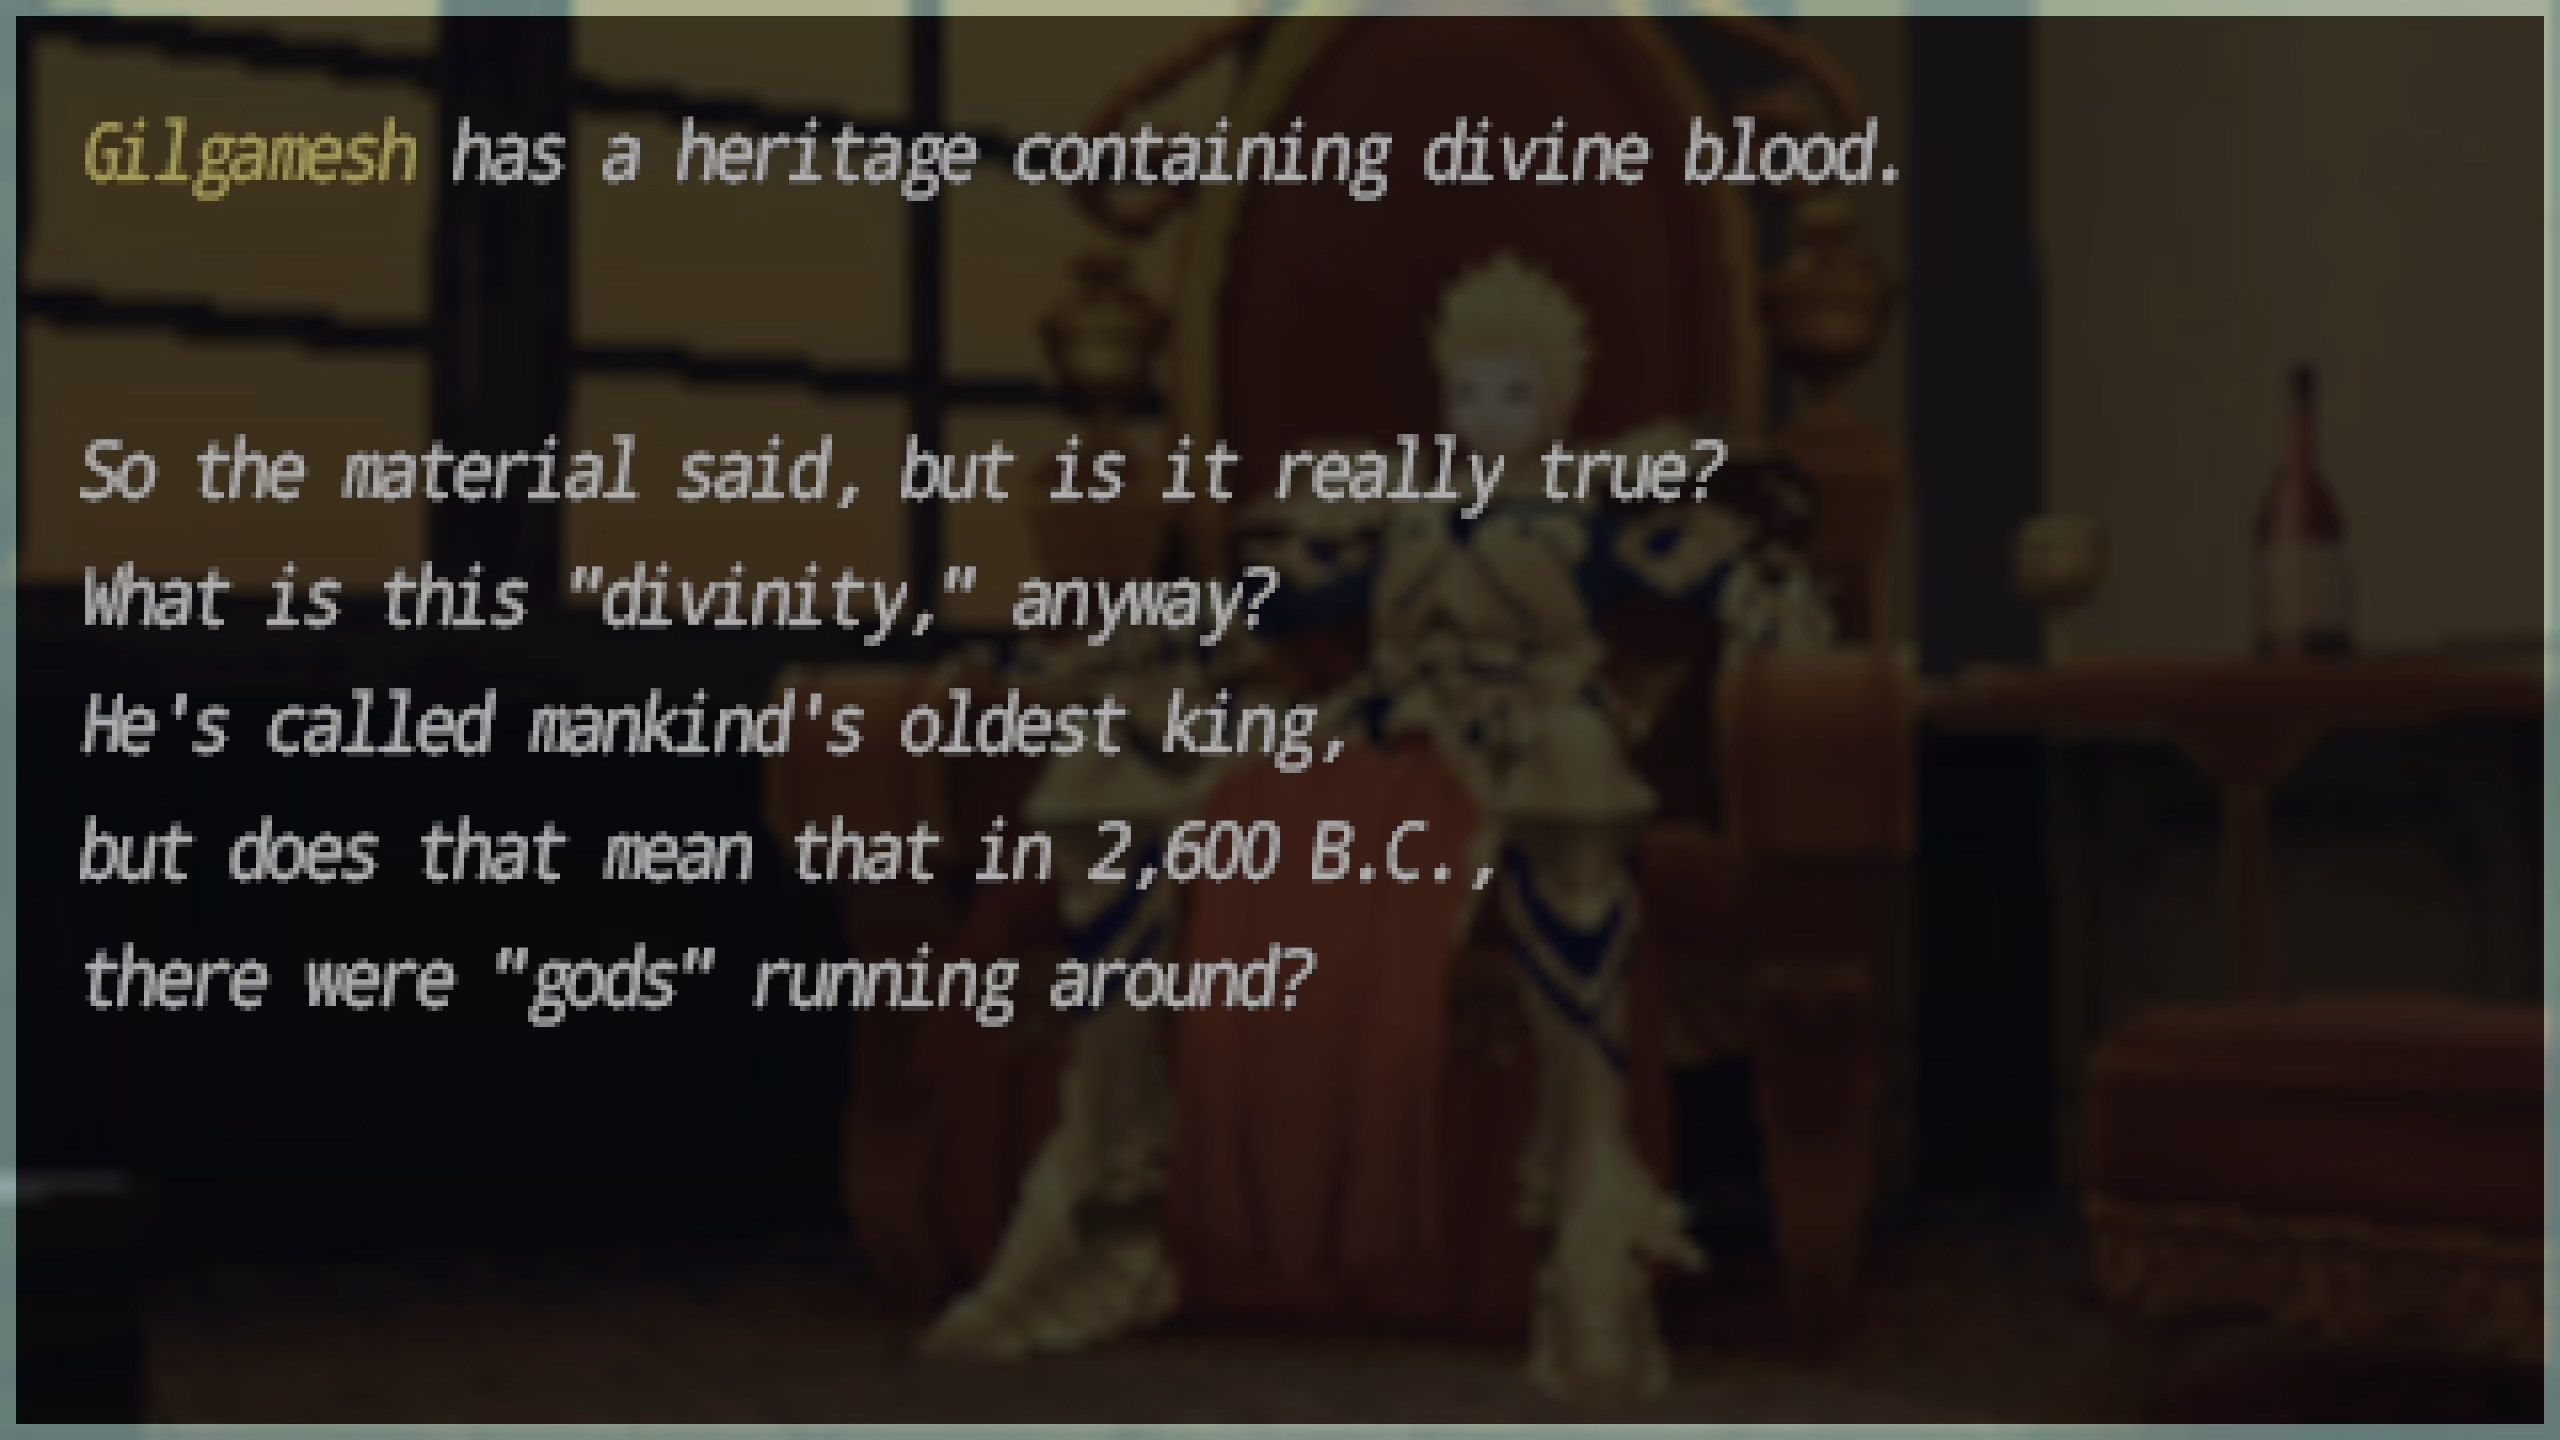 Gilgamesh has a heritage containing divine blood.
So the material said, but is it really true?
What is this "divinity," anyway?
He's called mankind's oldest king,
but does that mean that in 2,600 B.C.,
there were "gods" running around?